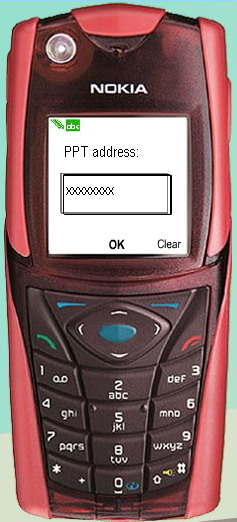 NOKIA
abc
PPT address:
xxxxxxxx
OK Clear
1
2 abc
def 3
4 ghi
5 jkl
mno 6
7 pqrs
8 tuv
wxyz 9
* +
0
#